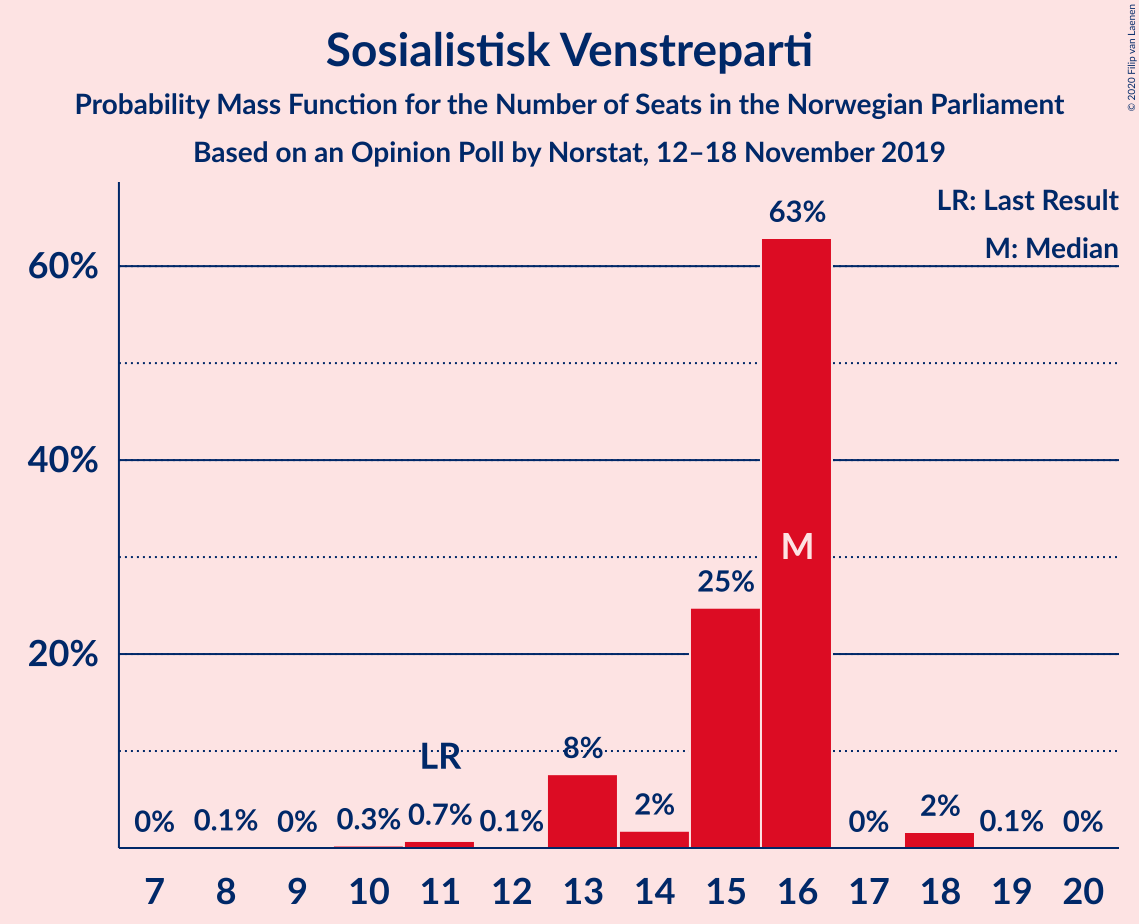 Sosialistisk Venstreparti
Probability Mass Function for the Number of Seats in the Norwegian Parliament
Based on an Opinion Poll by Norstat, 12–18 November 2019
© 2020 Filip van Laenen
LR: Last Result
M: Median
60%
40%
20%
0%
0.1%
0%
0.3%
0.7%
0.1%
8%
2%
25%
63%
0%
2%
0.1%
0%
LR
M
7 8 9 10 11 12 13 14 15 16 17 18 19 20